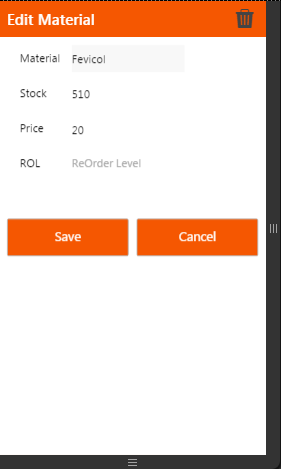 Edit Material
Material Fevicol
Stock 510
Price 20
ROL ReOrder Level
Save Cancel